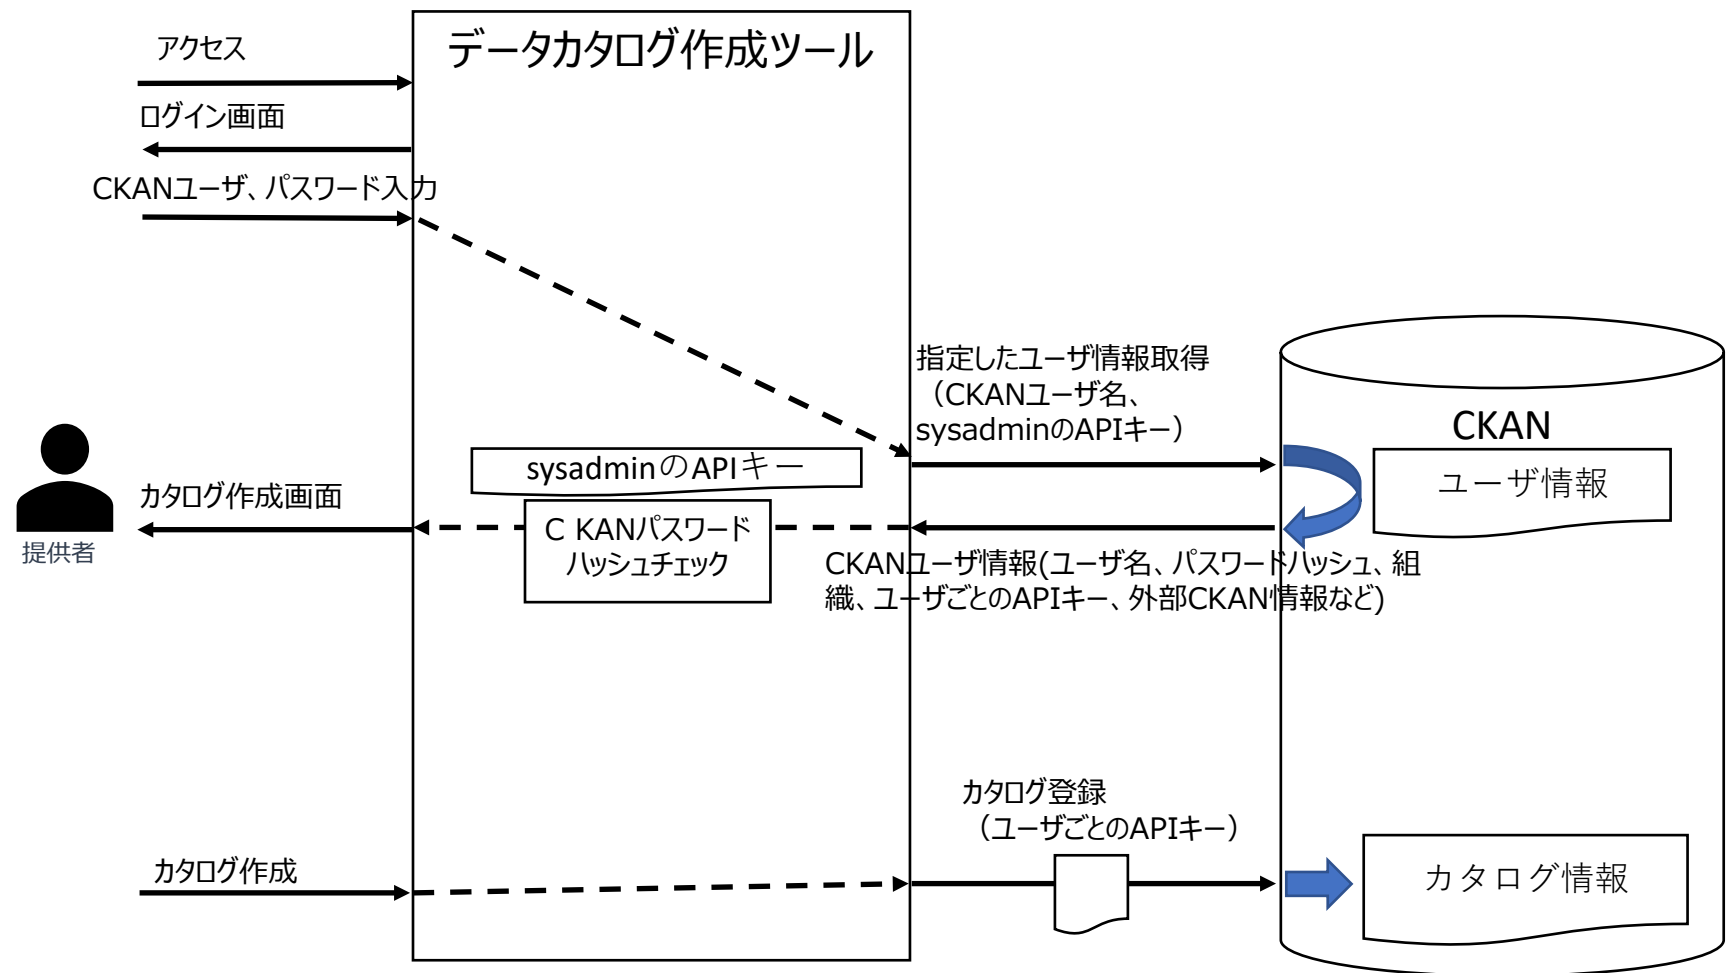 アクセス
データカタログ作成ツール
ログイン画面
CKANユーザ、パスワード入力
指定したユーザ情報取得
（CKANユーザ名、
sysadminのAPIキー）
CKAN
sysadminのAPIキー
ユーザ情報
カタログ作成画面
C KANパスワード
ハッシュチェック
提供者
CKANユーザ情報(ユーザ名、パスワードハッシュ、組
織、ユーザごとのAPIキー、外部CKAN情報など)
カタログ登録
（ユーザごとのAPIキー）
カタログ作成
カタログ情報